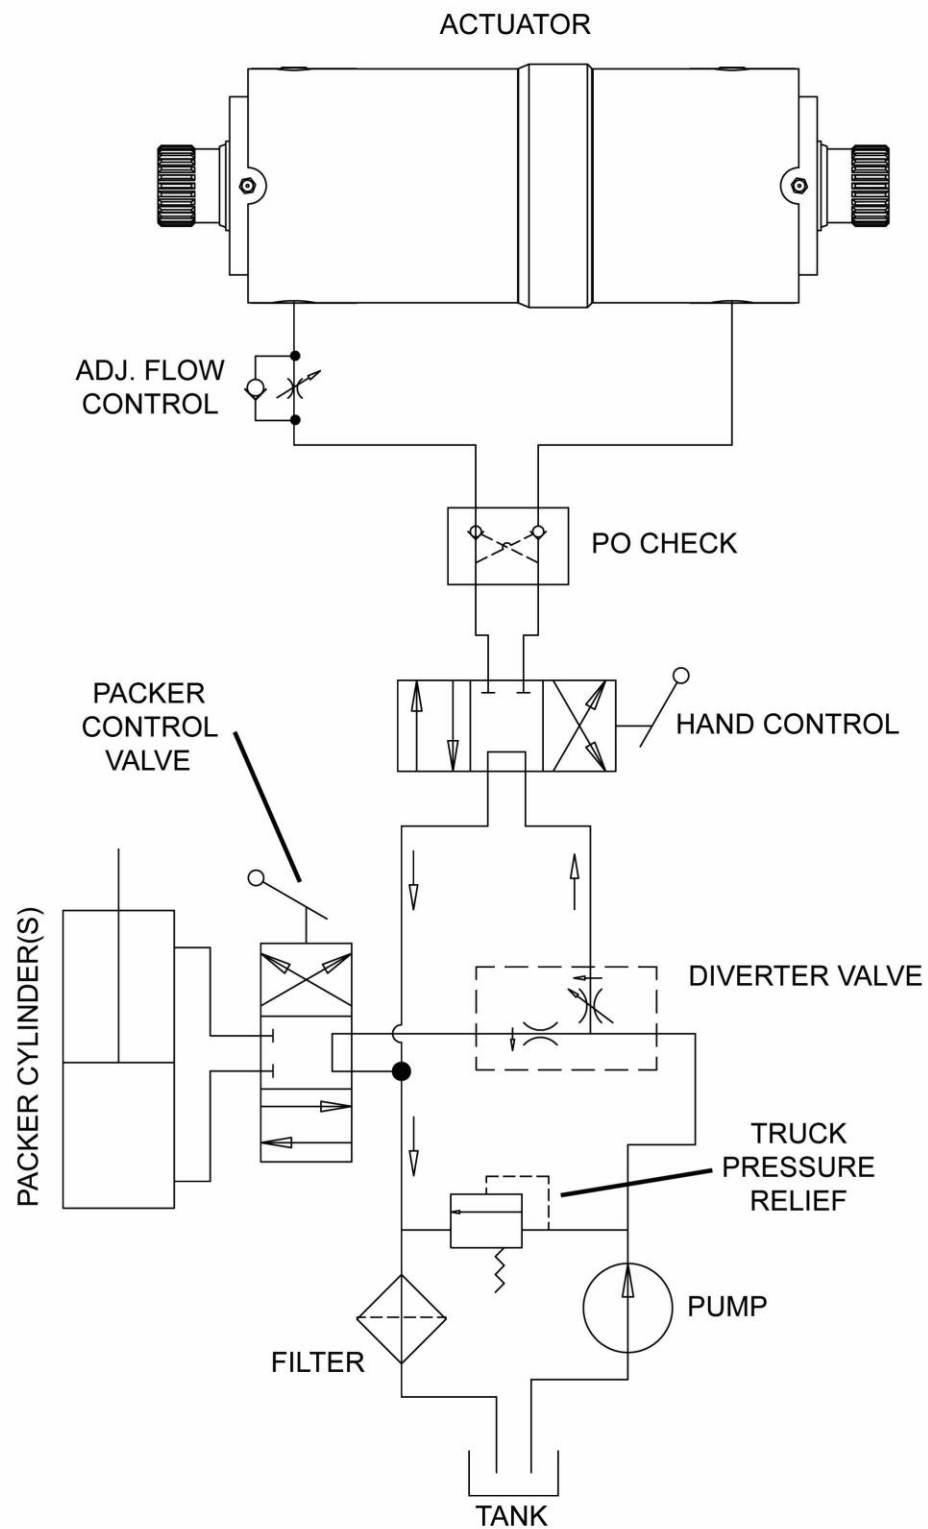 ACTUATOR
ADJ. FLOW
CONTROL
PO CHECK
PACKER
CONTROL
VALVE
HAND CONTROL
PACKER CYLINDER(S)
DIVERTER VALVE
TRUCK
PRESSURE
RELIEF
PUMP
FILTER
TANK